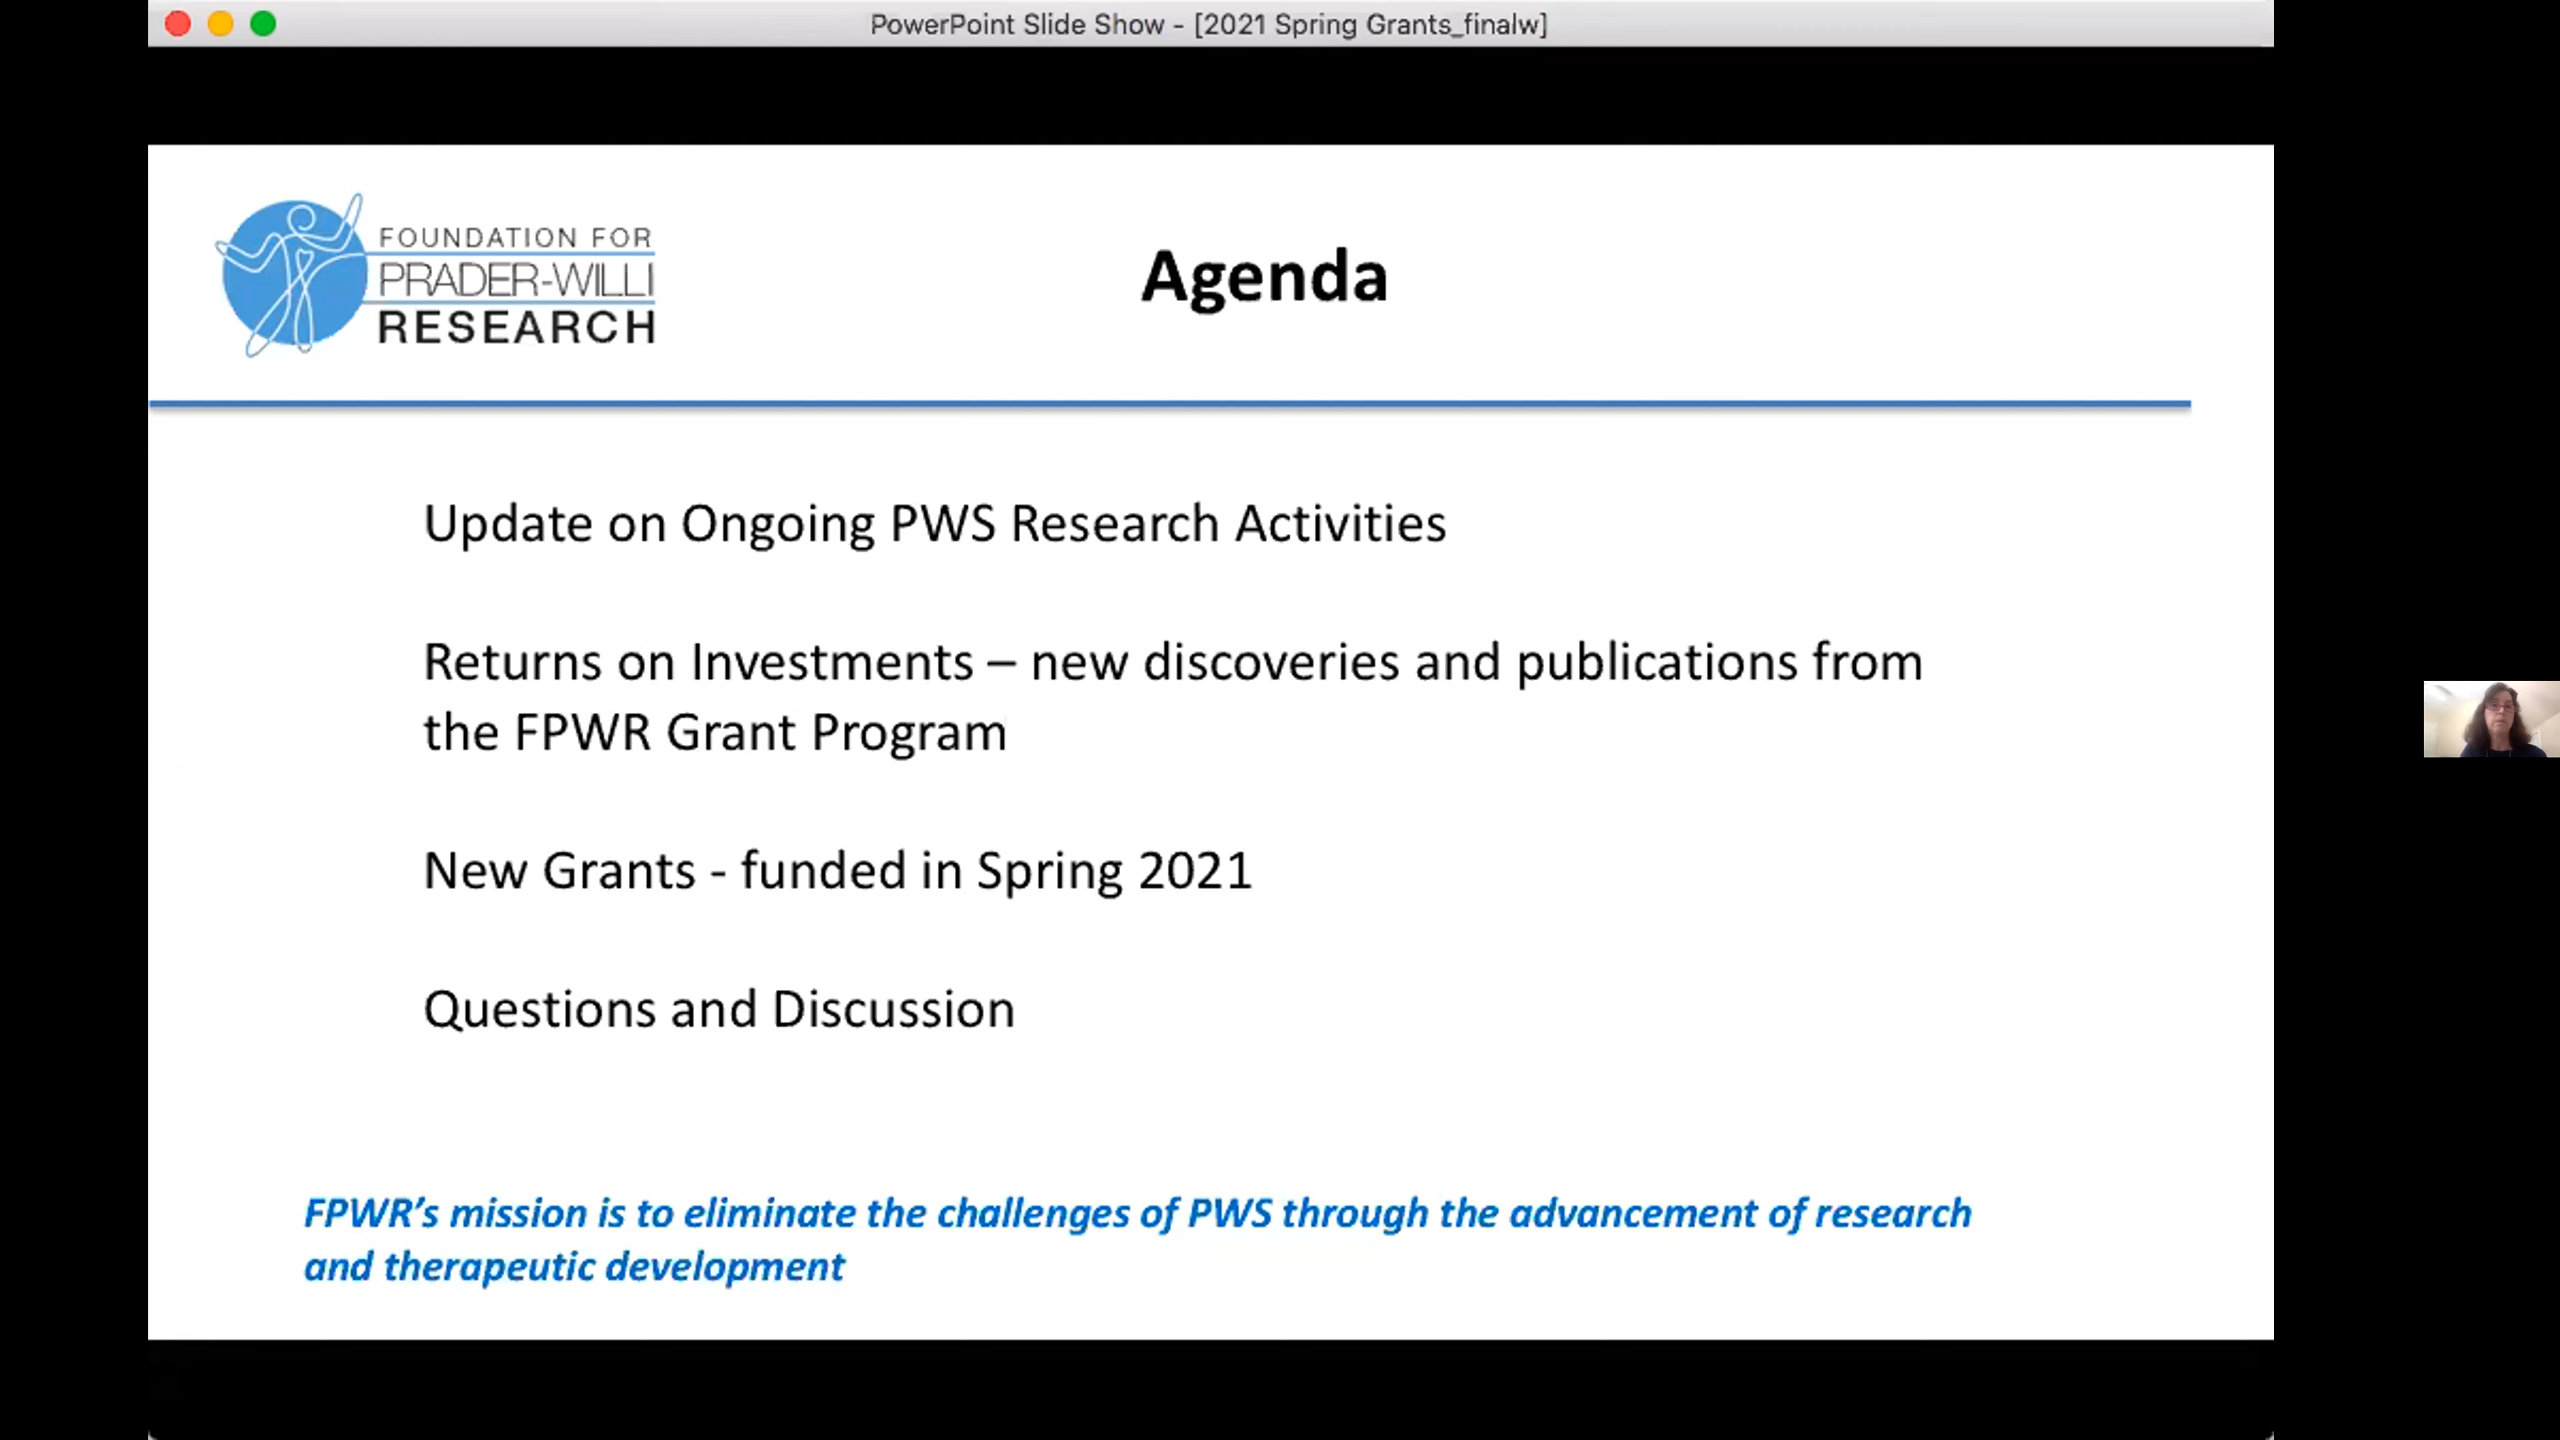 PowerPoint Slide Show - [2021 Spring Grants_finalw]
FOUNDATION FOR
PRADER-WILLI
RESEARCH
Agenda
Update on Ongoing PWS Research Activities
Returns on Investments – new discoveries and publications from
the FPWR Grant Program
New Grants - funded in Spring 2021
Questions and Discussion
FPWR’s mission is to eliminate the challenges of PWS through the advancement of research
and therapeutic development